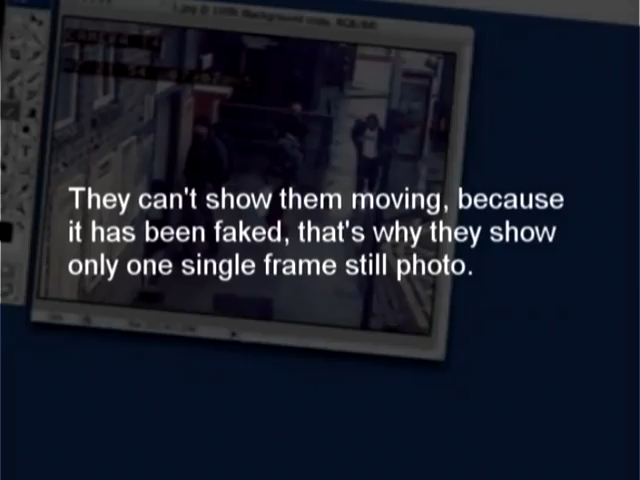 They can't show them moving, because
it has been faked, that's why they show
only one single frame still photo.